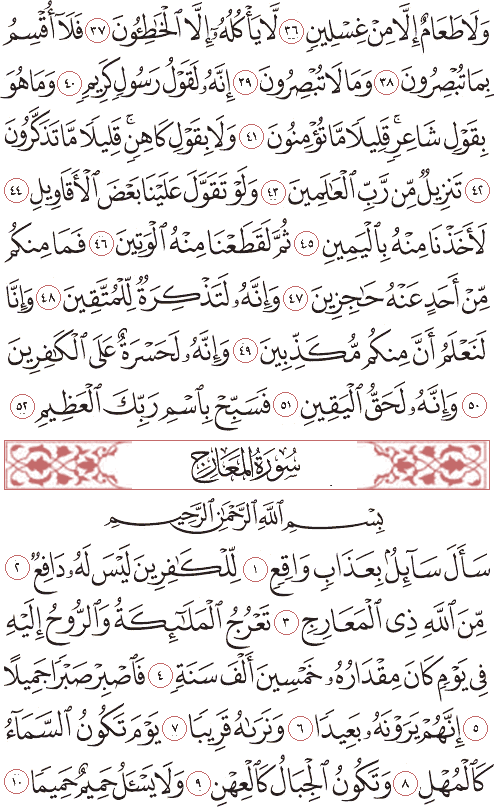 وَلَا طَعَامٌ إِلَّا مِنْ غِسْلِينٍ ٣٦ لَّا يَأْكُلُهُۥٓ إِلَّا ٱلْخَٰطِـُٔونَ ٣٧ فَلَآ أُقْسِمُ
بِمَا تُبْصِرُونَ ٣٨ وَمَا لَا تُبْصِرُونَ ٣٩ إِنَّهُۥ لَقَوْلُ رَسُولٍ كَرِيمٍ ٤٠ وَمَا هُوَ
بِقَوْلِ شَاعِرٍ ۚ قَلِيلًا مَّا تُؤْمِنُونَ ٤١ وَلَا بِقَوْلِ كَاهِنٍ ۚ قَلِيلًا مَّا تَذَكَّرُونَ
٤٢ تَنزِيلٌ مِّن رَّبِّ ٱلْعَٰلَمِينَ ٤٣ وَلَوْ تَقَوَّلَ عَلَيْنَا بَعْضَ ٱلْأَقَاوِيلِ ٤٤
لَأَخَذْنَا مِنْهُ بِٱلْيَمِينِ ٤٥ ثُمَّ لَقَطَعْنَا مِنْهُ ٱلْوَتِينَ ٤٦ فَمَا مِنكُم
مِّنْ أَحَدٍ عَنْهُ حَٰجِزِينَ ٤٧ وَإِنَّهُۥ لَتَذْكِرَةٌ لِّلْمُتَّقِينَ ٤٨ وَإِنَّا
لَنَعْلَمُ أَنَّ مِنكُم مُّكَذِّبِينَ ٤٩ وَإِنَّهُۥ لَحَسْرَةٌ عَلَى ٱلْكَٰفِرِينَ
٥٠ وَإِنَّهُۥ لَحَقُّ ٱلْيَقِينِ ٥١ فَسَبِّحْ بِٱسْمِ رَبِّكَ ٱلْعَظِيمِ ٥٢
سُورَةُ المَعَارِجِ
بِسْمِ ٱللَّهِ ٱلرَّحْمَٰنِ ٱلرَّحِيمِ
سَأَلَ سَآئِلٌۢ بِعَذَابٍ وَاقِعٍ ١ لِّلْكَٰفِرِينَ لَيْسَ لَهُۥ دَافِعٌ ٢
مِّنَ ٱللَّهِ ذِى ٱلْمَعَارِجِ ٣ تَعْرُجُ ٱلْمَلَٰٓئِكَةُ وَٱلرُّوحُ إِلَيْهِ
فِى يَوْمٍ كَانَ مِقْدَارُهُۥ خَمْسِينَ أَلْفَ سَنَةٍ ٤ فَٱصْبِرْ صَبْرًا جَمِيلًا
٥ إِنَّهُمْ يَرَوْنَهُۥ بَعِيدًا ٦ وَنَرَىٰهُ قَرِيبًا ٧ يَوْمَ تَكُونُ ٱلسَّمَآءُ
كَٱلْمُهْلِ ٨ وَتَكُونُ ٱلْجِبَالُ كَٱلْعِهْنِ ٩ وَلَا يَسْـَٔلُ حَمِيمٌ حَمِيمًا ١٠